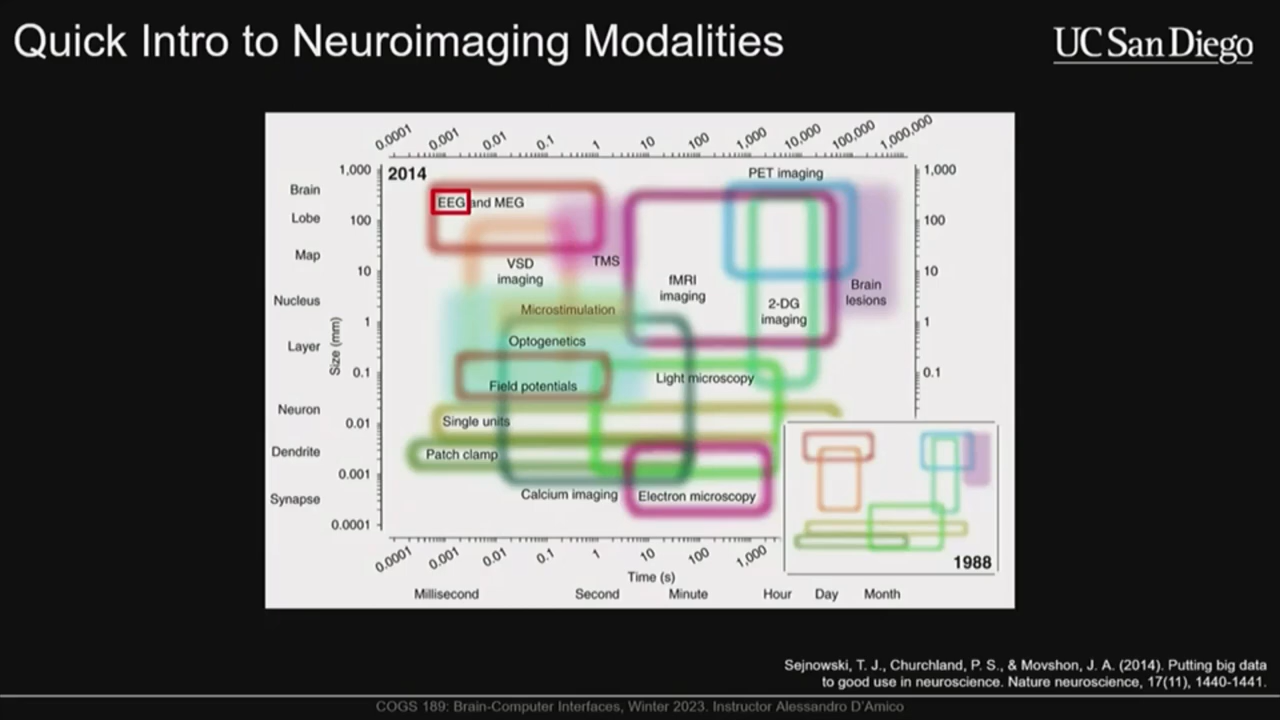 Quick Intro to Neuroimaging Modalities
UC San Diego
0.0001 0.001 0.01 0.1 1 10 100 1,000 10,000 100,000 1,000,000
2014
PET imaging
1,000 1,000
Brain
EEG and MEG
Lobe
100 100
Map
VSD
imaging
TMS
10 10
fMRI
imaging
Brain
lesions
Nucleus
2-DG
imaging
Microstimulation
1 1
Optogenetics
Layer
Size (mm)
0.1 0.1
Light microscopy
Field potentials
Neuron
0.01
Single units
Dendrite
Patch clamp
0.001
Synapse
Calcium imaging
Electron microscopy
0.0001
0.0001 0.001 0.01 0.1 1 10 100 1,000
1988
Time (s)
Millisecond Second Minute Hour Day Month
Sejnowski, T. J., Churchland, P. S., & Movshon, J. A. (2014). Putting big data
to good use in neuroscience. Nature neuroscience, 17(11), 1440-1441.
COGS 189: Brain-Computer Interfaces, Winter 2023. Instructor Alessandro D'Amico